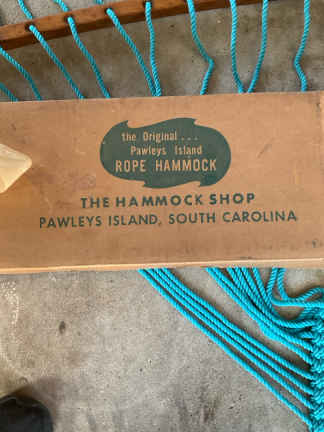 the Original...
Pawleys Island
ROPE HAMMOCK
THE HAMMOCK SHOP
PAWLEYS ISLAND, SOUTH CAROLINA